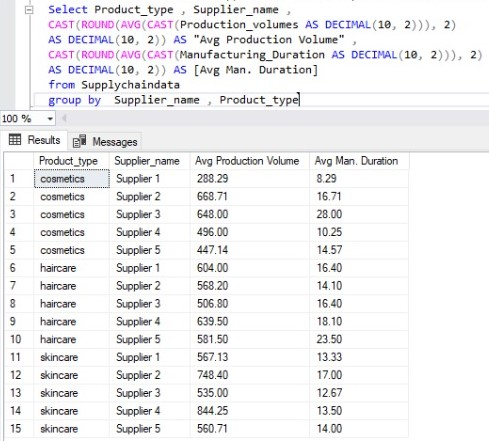 Select Product_type , Supplier_name ,
CAST(ROUND(AVG(CAST(Production_volumes AS DECIMAL(10, 2))), 2)
AS DECIMAL(10, 2)) AS "Avg Production Volume" ,
CAST(ROUND(AVG(CAST(Manufacturing_Duration AS DECIMAL(10, 2))), 2)
AS DECIMAL(10, 2)) AS [Avg Man. Duration]
from Supplychaindata
group by Supplier_name , Product_type
100 %
Results Messages
Product_type Supplier_name Avg Production Volume Avg Man. Duration
1 cosmetics Supplier 1 288.29 8.29
2 cosmetics Supplier 2 668.71 16.71
3 cosmetics Supplier 3 648.00 28.00
4 cosmetics Supplier 4 496.00 10.25
5 cosmetics Supplier 5 447.14 14.57
6 haircare Supplier 1 604.00 16.40
7 haircare Supplier 2 568.20 14.10
8 haircare Supplier 3 506.80 16.40
9 haircare Supplier 4 639.50 18.10
10 haircare Supplier 5 581.50 23.50
11 skincare Supplier 1 567.13 13.33
12 skincare Supplier 2 748.40 17.00
13 skincare Supplier 3 535.00 12.67
14 skincare Supplier 4 844.25 13.50
15 skincare Supplier 5 560.71 14.00